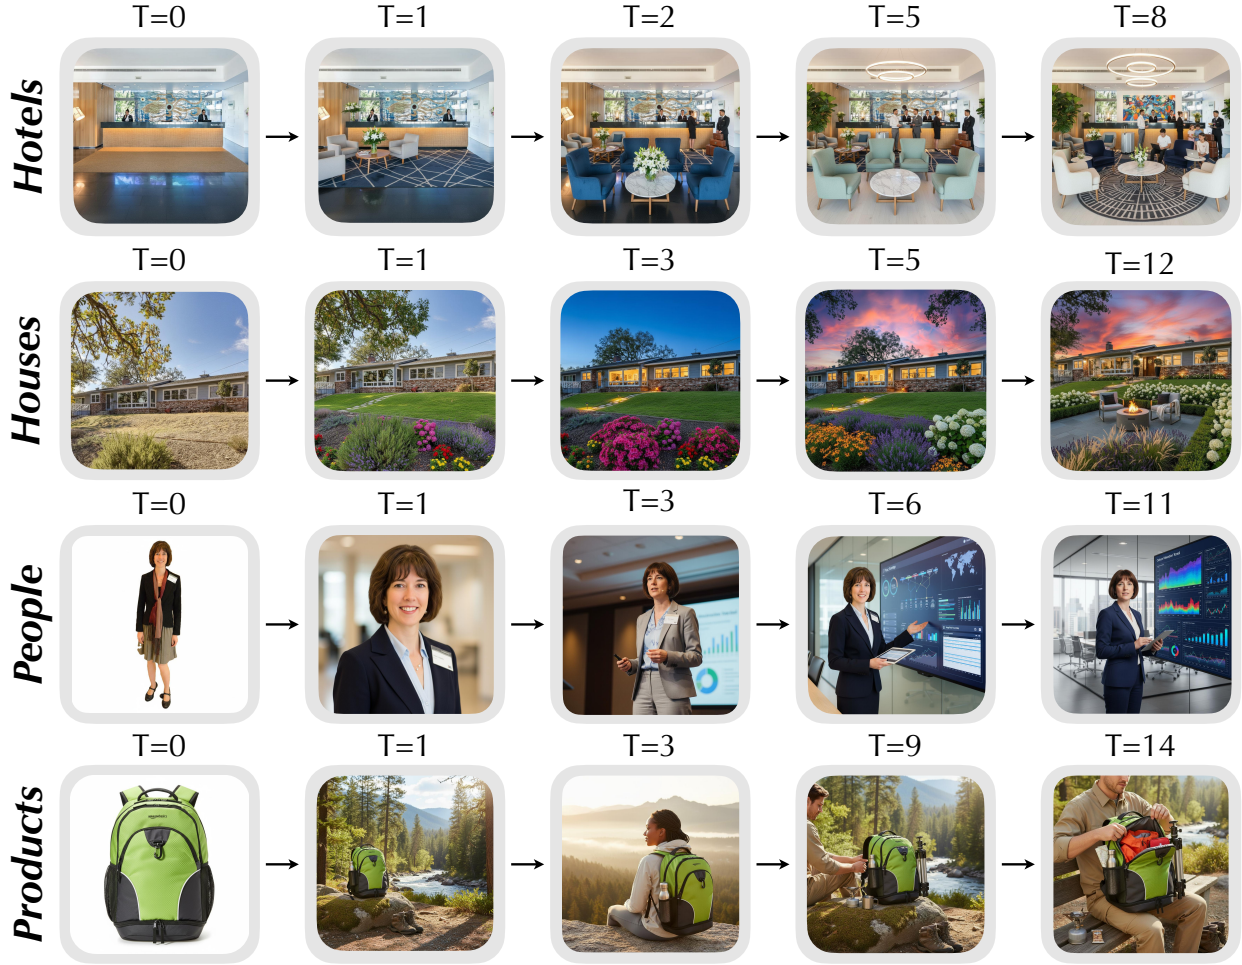 T=0 T=1 T=2 T=5 T=8
Hotels
T=0 T=1 T=3 T=5 T=12
Houses
T=0 T=1 T=3 T=6 T=11
People
T=0 T=1 T=3 T=9 T=14
Products